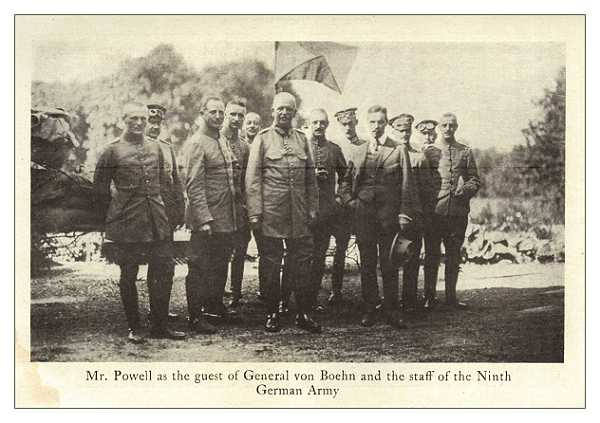 Mr. Powell as the guest of General von Boehn and the staff of the Ninth
German Army